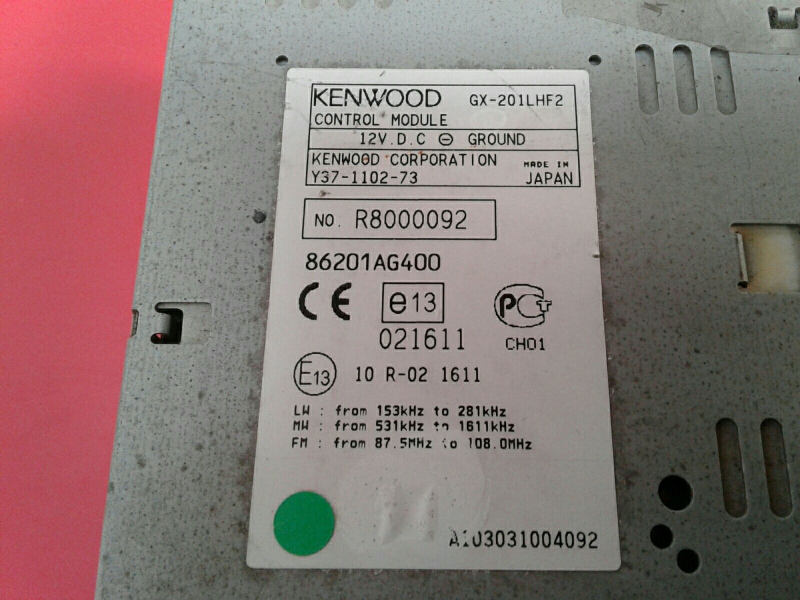 KENWOOD GX-201LHF2
CONTROL MODULE
12V.D.C ⊖ GROUND
KENWOOD CORPORATION MADE IN
Y37-1102-73 JAPAN
NO. R8000092
86201AG400
CE e13 PCT
021611 CH01
E13 10 R-02 1611
LW : from 153kHz to 281kHz
MW : from 531kHz to 1611kHz
FM : from 87.5MHz to 108.0MHz
A103031004092